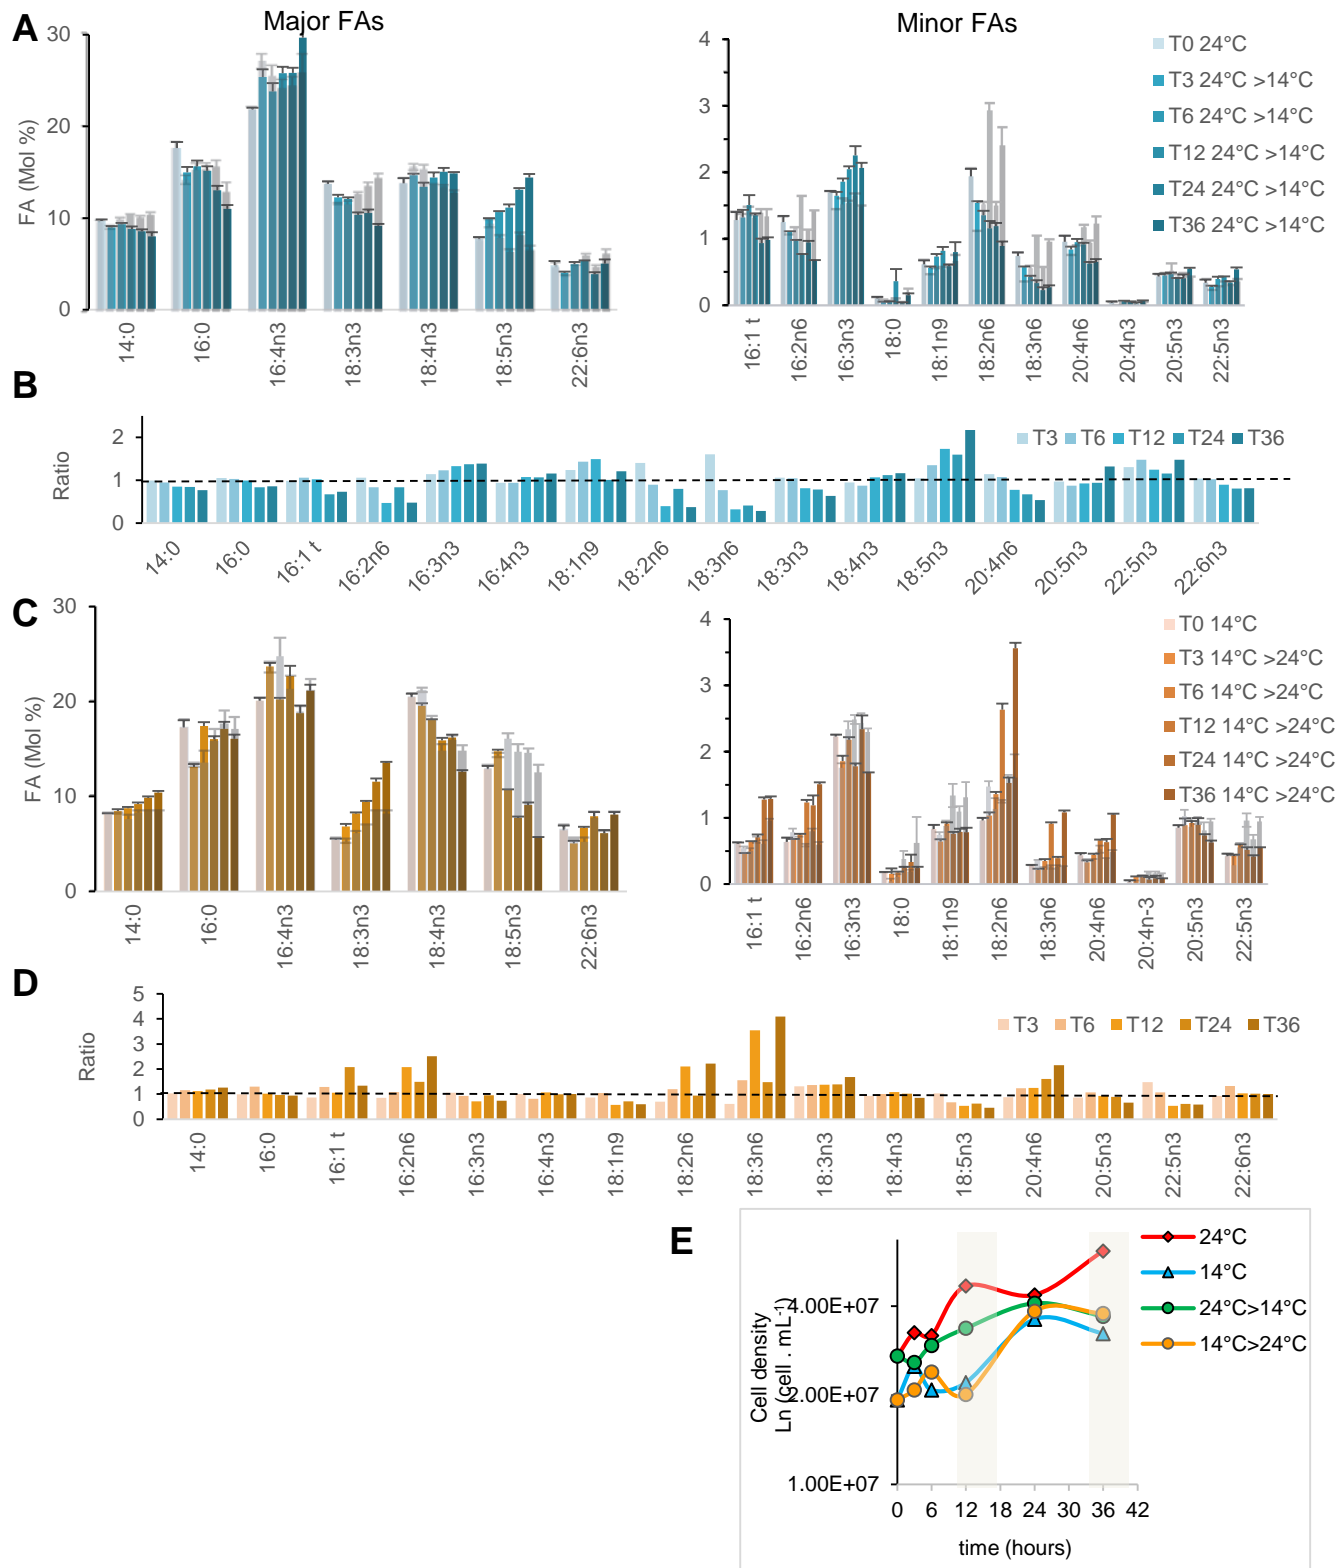 A
Major FAs
Minor FAs
FA (Mol %)
30
20
10
0
14:0
16:0
16:4n3
18:3n3
18:4n3
18:5n3
22:6n3
4
3
2
1
0
16:1 t
16:2n6
16:3n3
18:0
18:1n9
18:2n6
18:3n6
20:4n6
20:4n3
20:5n3
22:5n3
T0 24°C
T3 24°C >14°C
T6 24°C >14°C
T12 24°C >14°C
T24 24°C >14°C
T36 24°C >14°C
B
Ratio
2
1
0
T3 T6 T12 T24 T36
14:0
16:0
16:1 t
16:2n6
16:3n3
16:4n3
18:1n9
18:2n6
18:3n6
18:3n3
18:4n3
18:5n3
20:4n6
20:5n3
22:5n3
22:6n3
C
FA (Mol %)
30
20
10
0
14:0
16:0
16:4n3
18:3n3
18:4n3
18:5n3
22:6n3
4
3
2
1
0
16:1 t
16:2n6
16:3n3
18:0
18:1n9
18:2n6
18:3n6
20:4n6
20:4n-3
20:5n3
22:5n3
T0 14°C
T3 14°C >24°C
T6 14°C >24°C
T12 14°C >24°C
T24 14°C >24°C
T36 14°C >24°C
D
Ratio
5
4
3
2
1
0
T3 T6 T12 T24 T36
14:0
16:0
16:1 t
16:2n6
16:3n3
16:4n3
18:1n9
18:2n6
18:3n6
18:3n3
18:4n3
18:5n3
20:4n6
20:5n3
22:5n3
22:6n3
E
Cell density
Ln (cell . mL-1)
4.00E+07
2.00E+07
1.00E+07
0 6 12 18 24 30 36 42
time (hours)
24°C
14°C
24°C>14°C
14°C>24°C